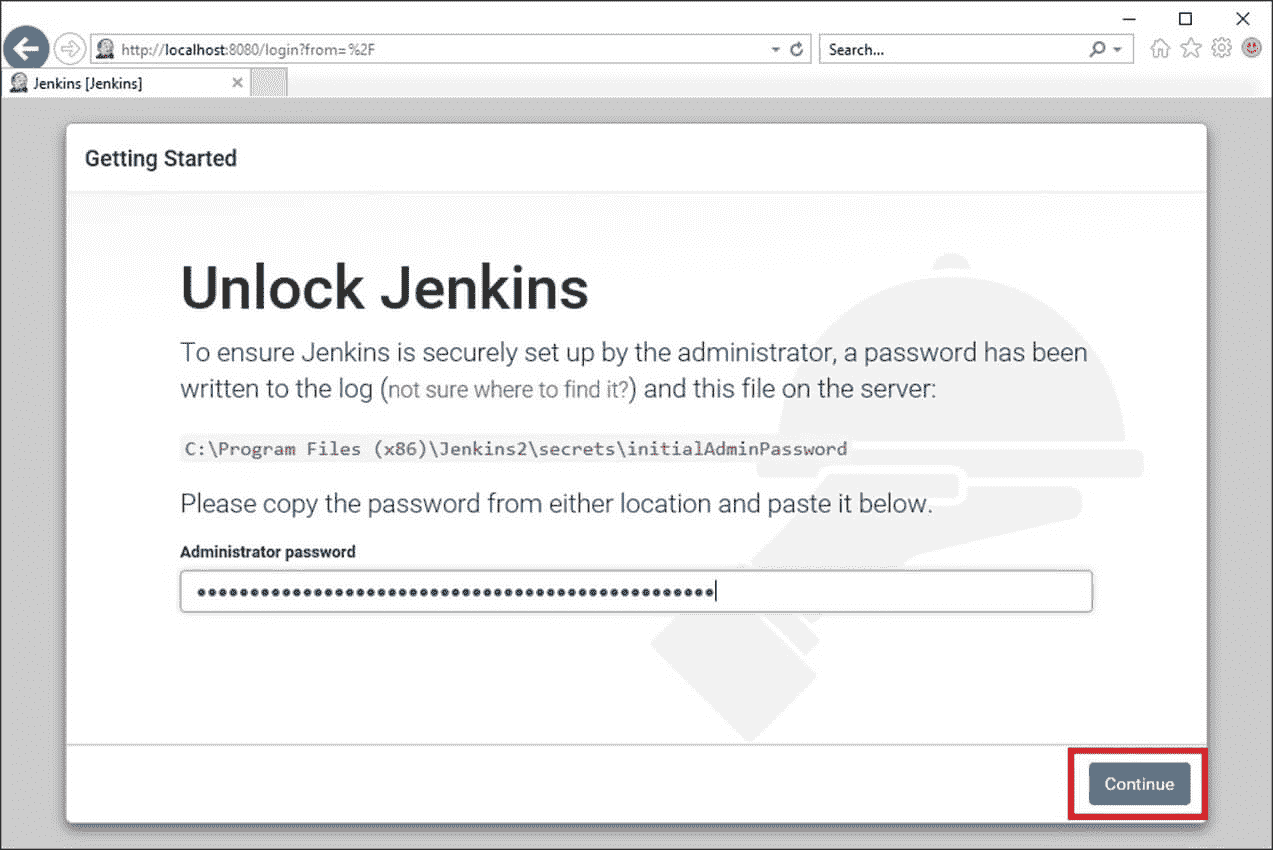 http://localhost:8080/login?from=%2F
Search...
Jenkins [Jenkins]
Getting Started
Unlock Jenkins
To ensure Jenkins is securely set up by the administrator, a password has been
written to the log (not sure where to find it?) and this file on the server:
C:\Program Files (x86)\Jenkins2\secrets\initialAdminPassword
Please copy the password from either location and paste it below.
Administrator password
Continue